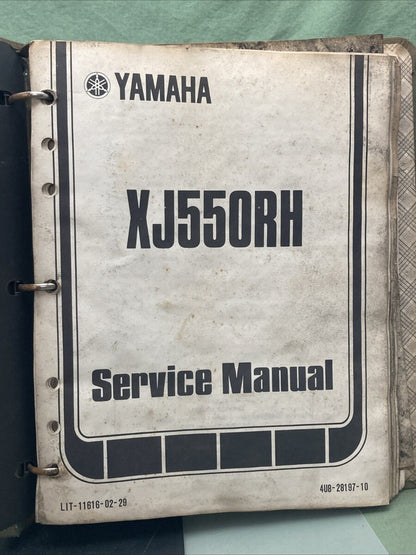 YAMAHA
XJ550RH
Service Manual
LIT-11616-02-29
4U8-28197-10